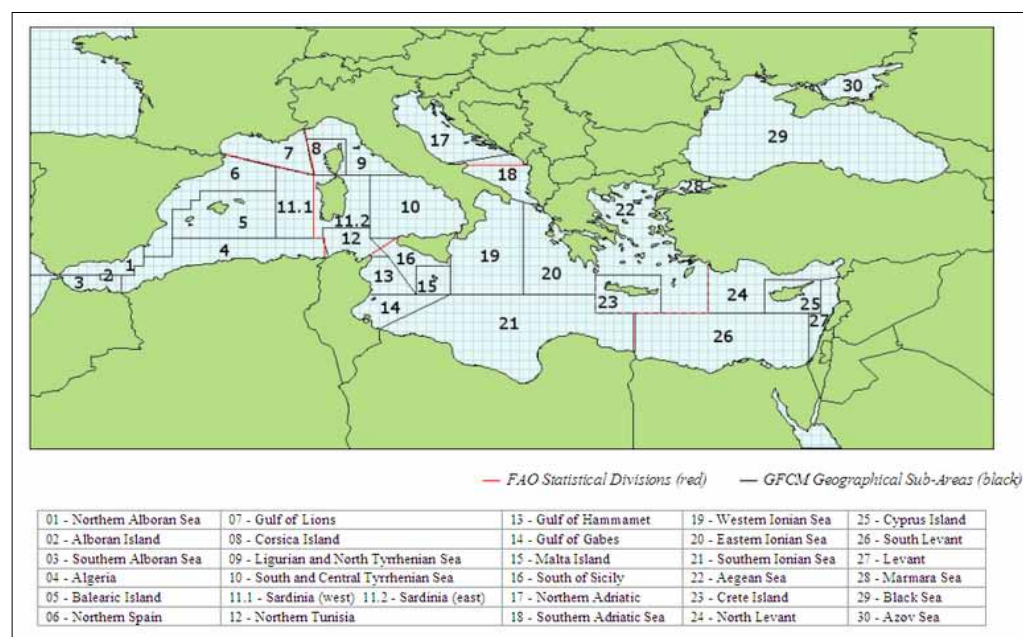 30
29
17
7
8
9
18
28
6
22
11.1
10
5
11.2
12
4
1
16
19
2
3
13
20
24
15
23
25
14
27
21
26
FAO Statistical Divisions (red)
GFCM Geographical Sub-Areas (black)
01 - Northern Alboran Sea
07 - Gulf of Lions
13 - Gulf of Hammamet
19 - Western Ionian Sea
25 - Cyprus Island
02 - Alboran Island
08 - Corsica Island
14 - Gulf of Gabes
20 - Eastern Ionian Sea
26 - South Levant
03 - Southern Alboran Sea
09 - Ligurian and North Tyrrhenian Sea
15 - Malta Island
21 - Southern Ionian Sea
27 - Levant
04 - Algeria
10 - South and Central Tyrrhenian Sea
16 - South of Sicily
22 - Aegean Sea
28 - Marmara Sea
05 - Balearic Island
11.1 - Sardinia (west) 11.2 - Sardinia (east)
17 - Northern Adriatic
23 - Crete Island
29 - Black Sea
06 - Northern Spain
12 - Northern Tunisia
18 - Southern Adriatic Sea
24 - North Levant
30 - Azov Sea